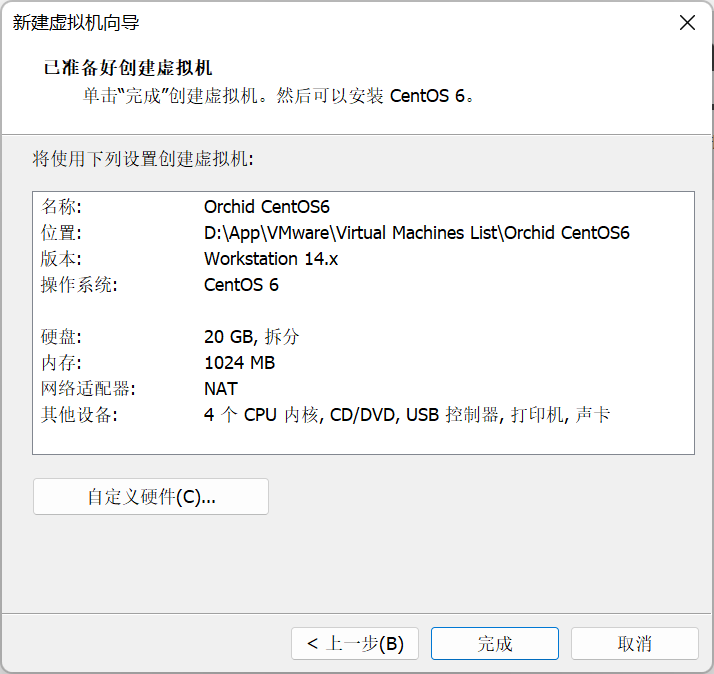 新建虚拟机向导
已准备好创建虚拟机
单击“完成”创建虚拟机。然后可以安装 CentOS 6。
将使用下列设置创建虚拟机:
名称: Orchid CentOS6
位置: D:\App\VMware\Virtual Machines List\Orchid CentOS6
版本: Workstation 14.x
操作系统: CentOS 6
硬盘: 20 GB, 拆分
内存: 1024 MB
网络适配器: NAT
其他设备: 4 个 CPU 内核, CD/DVD, USB 控制器, 打印机, 声卡
自定义硬件(C)...
< 上一步(B) 完成 取消